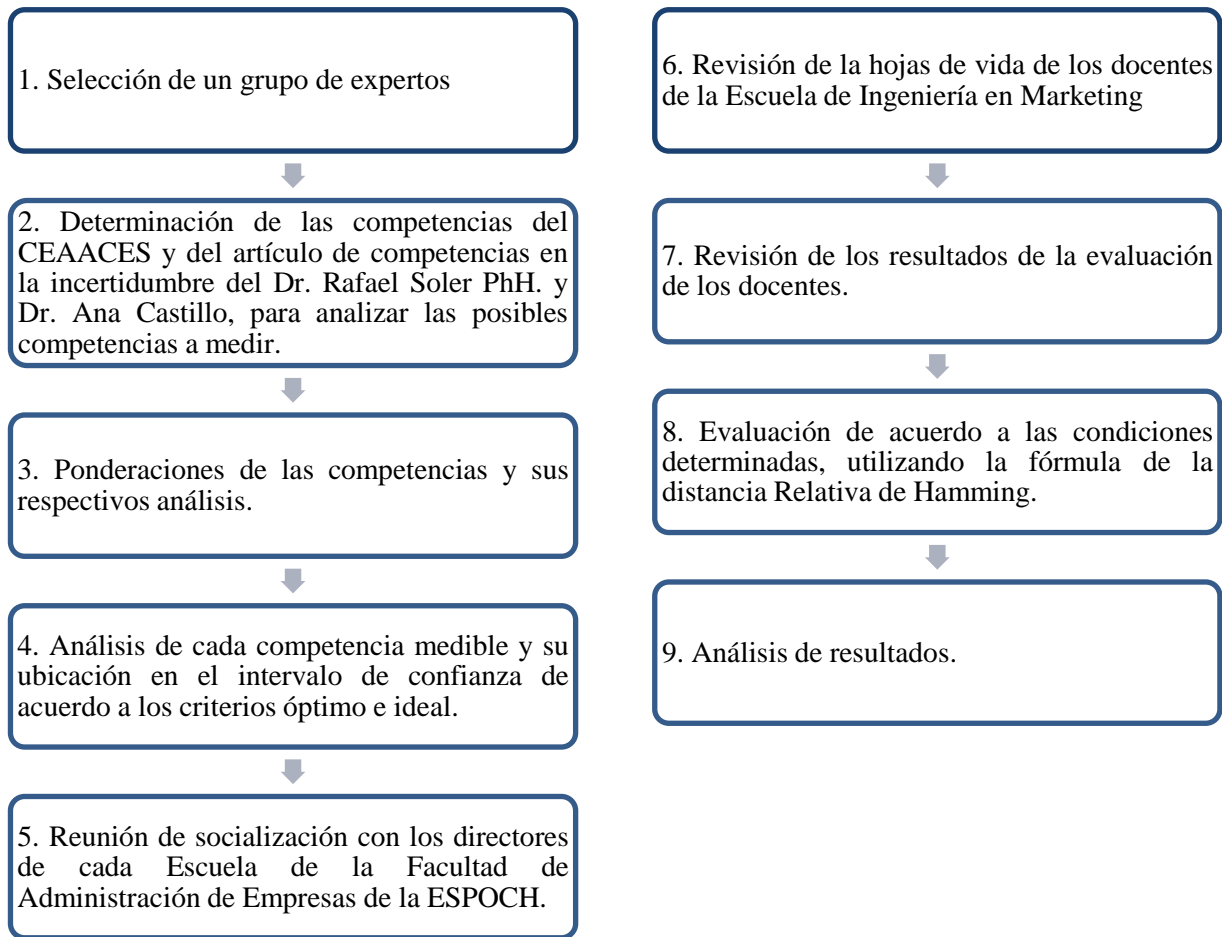 1. Selección de un grupo de expertos
2. Determinación de las competencias del
CEAACES y del artículo de competencias en
la incertidumbre del Dr. Rafael Soler PhH. y
Dr. Ana Castillo, para analizar las posibles
competencias a medir.
3. Ponderaciones de las competencias y sus
respectivos análisis.
4. Análisis de cada competencia medible y su
ubicación en el intervalo de confianza de
acuerdo a los criterios óptimo e ideal.
5. Reunión de socialización con los directores
de cada Escuela de la Facultad de
Administración de Empresas de la ESPOCH.
6. Revisión de la hojas de vida de los docentes
de la Escuela de Ingeniería en Marketing
7. Revisión de los resultados de la evaluación
de los docentes.
8. Evaluación de acuerdo a las condiciones
determinadas, utilizando la fórmula de la
distancia Relativa de Hamming.
9. Análisis de resultados.